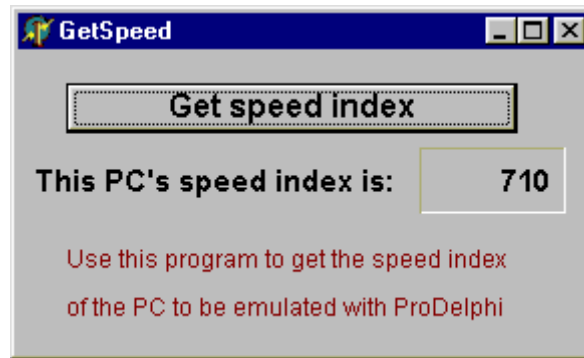 GetSpeed
Get speed index
This PC's speed index is: 710
Use this program to get the speed index
of the PC to be emulated with ProDelphi